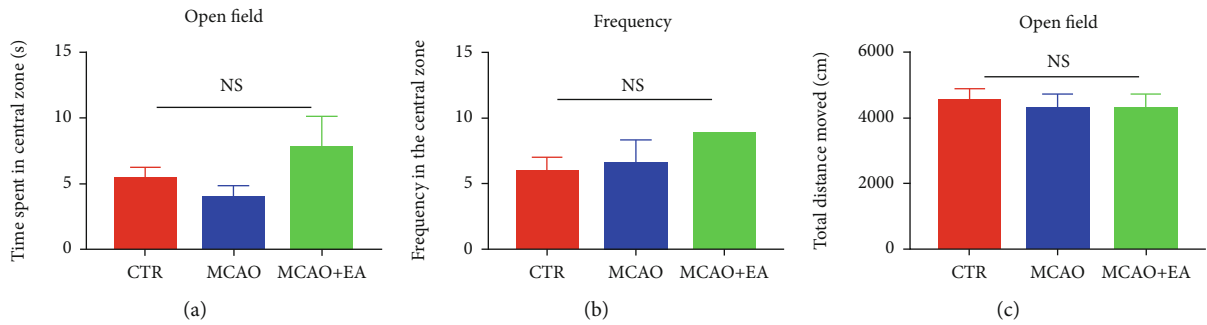 Open field
Time spent in central zone (s)
15
10
5
0
NS
CTR
MCAO
MCAO+EA
(a)
Frequency
Frequency in the central zone
15
10
5
0
NS
CTR
MCAO
MCAO+EA
(b)
Open field
Total distance moved (cm)
6000
4000
2000
0
NS
CTR
MCAO
MCAO+EA
(c)